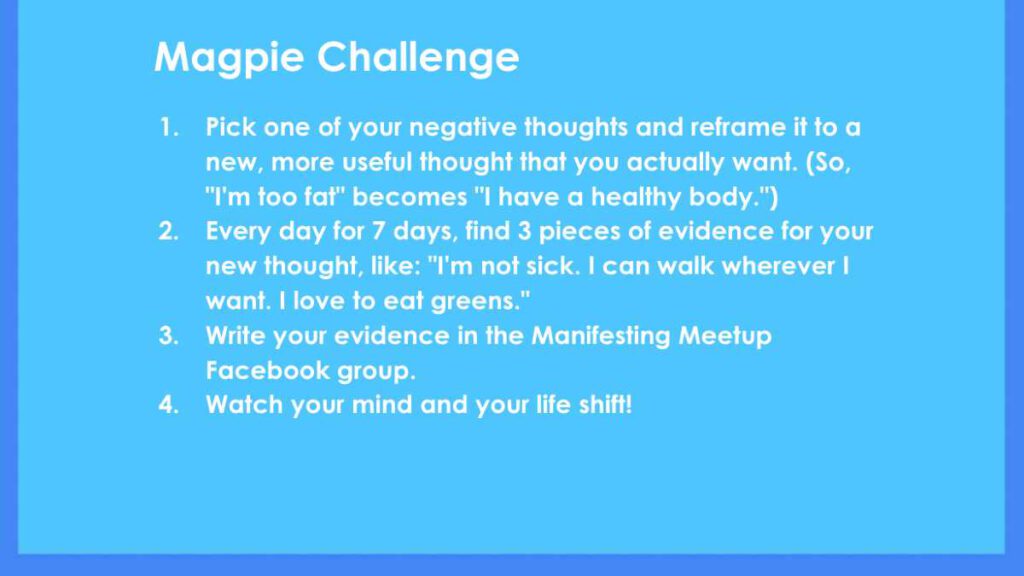 Magpie Challenge
1. Pick one of your negative thoughts and reframe it to a
new, more useful thought that you actually want. (So,
"I'm too fat" becomes "I have a healthy body.")
2. Every day for 7 days, find 3 pieces of evidence for your
new thought, like: "I'm not sick. I can walk wherever I
want. I love to eat greens."
3. Write your evidence in the Manifesting Meetup
Facebook group.
4. Watch your mind and your life shift!